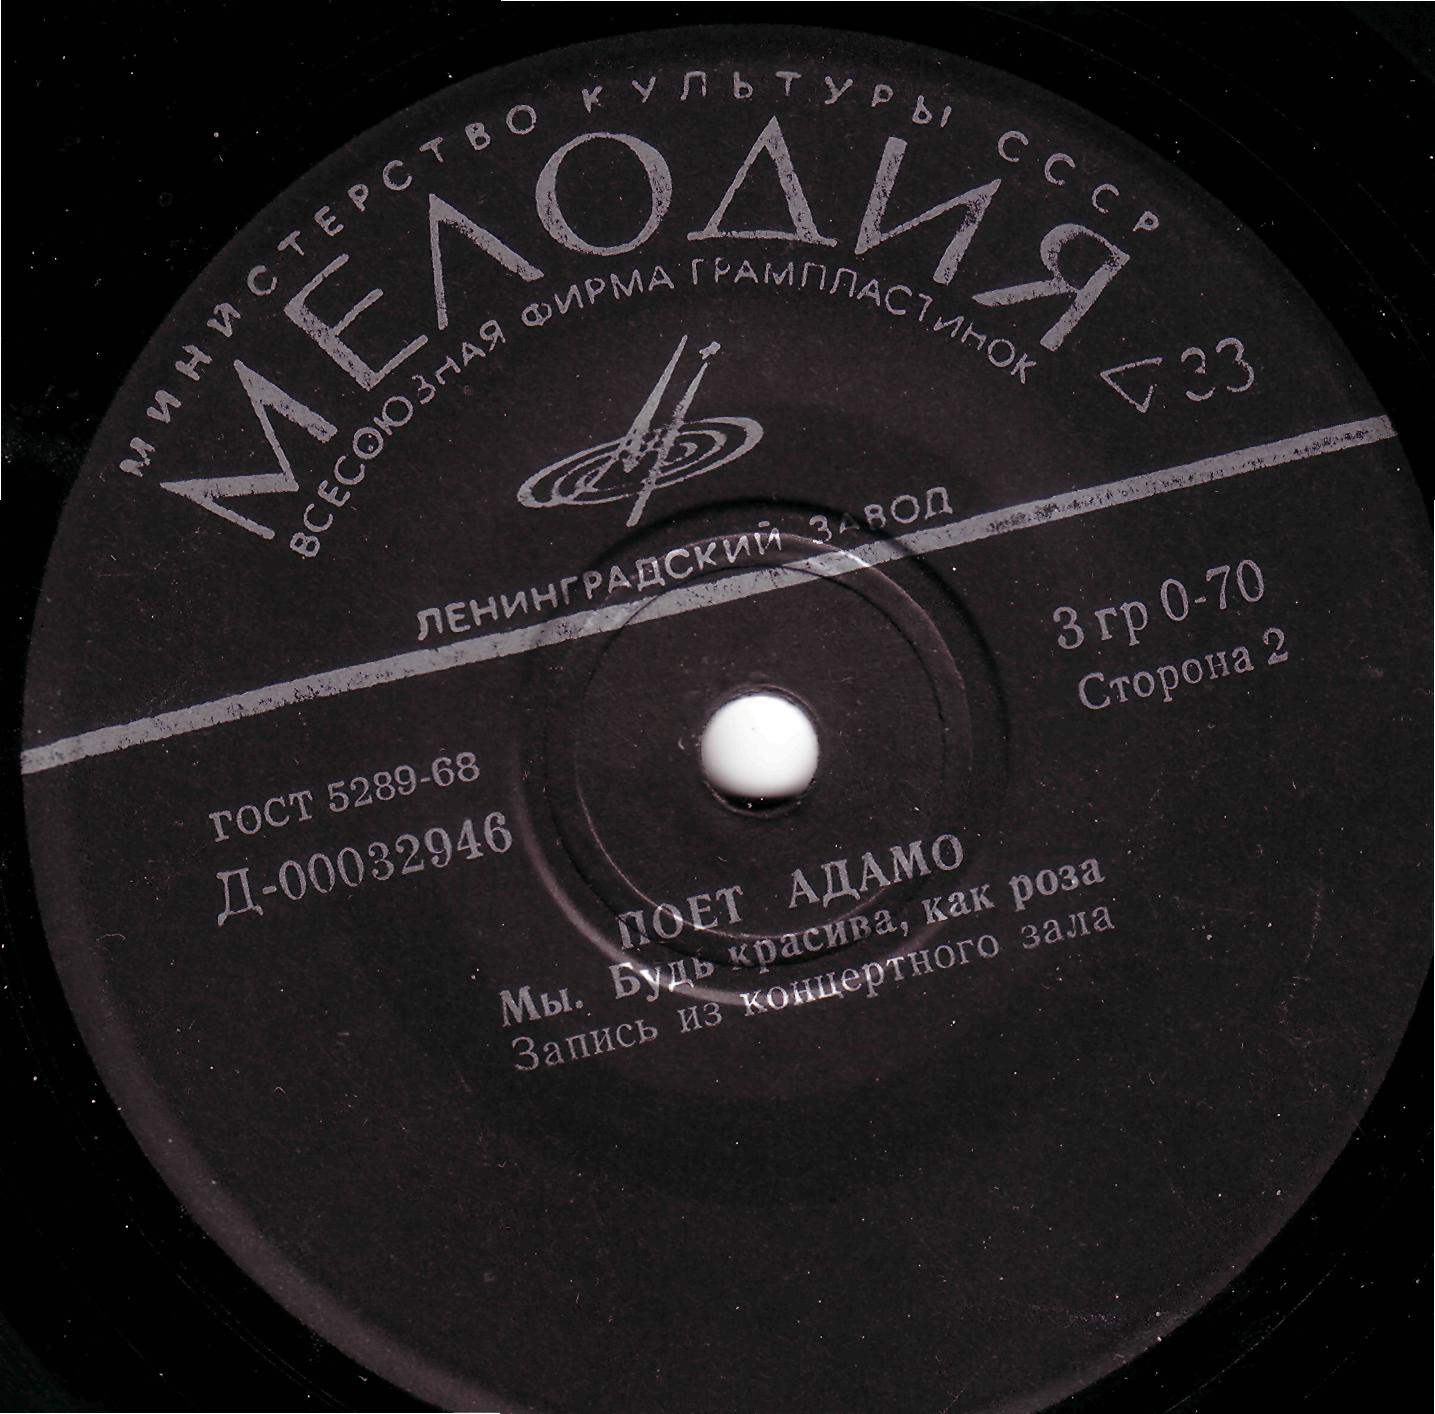 МИНИСТЕРСТВО КУЛЬТУРЫ СССР
МЕЛОДИЯ
ВСЕСОЮЗНАЯ ФИРМА ГРАМПЛАСТИНОК
33
ЛЕНИНГРАДСКИЙ ЗАВОД
3 гр 0-70
Сторона 2
ГОСТ 5289-68
Д-00032946
ПОЕТ АДАМО
Мы. Будь красива, как роза
Запись из концертного зала